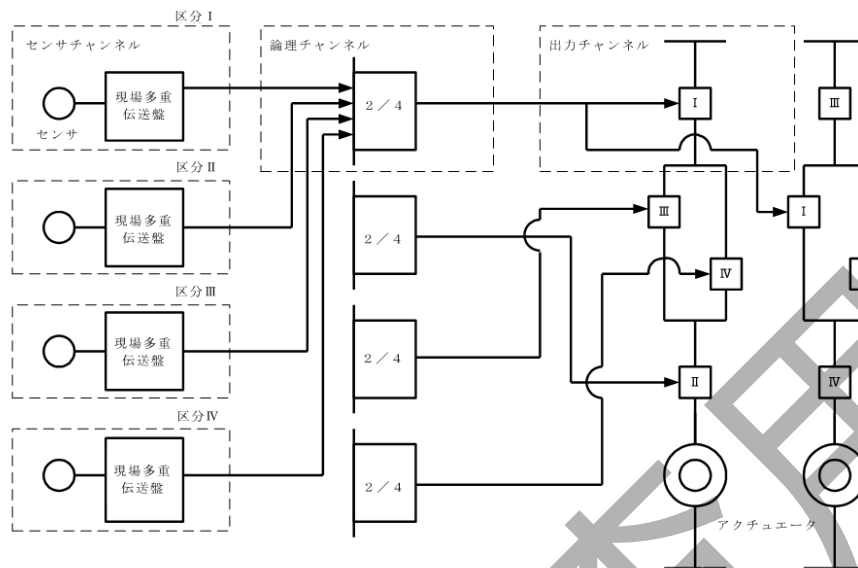 区分Ⅰ
センサチャンネル
論理チャンネル
出力チャンネル
現場多重
伝送盤
センサ
2／4
Ⅰ
Ⅲ
区分Ⅱ
現場多重
伝送盤
2／4
Ⅲ
Ⅰ
Ⅳ
区分Ⅲ
現場多重
伝送盤
2／4
Ⅱ
Ⅳ
区分Ⅳ
現場多重
伝送盤
2／4
アクチュエータ